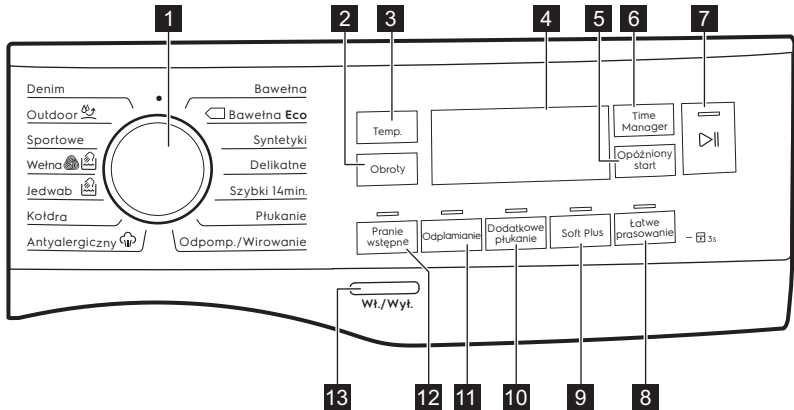 1
2
3
4
5
6
7
Denim
Outdoor
Sportowe
Wełna
Jedwab
Kołdra
Antyalergiczny
Bawełna
Bawełna Eco
Syntetyki
Delikatne
Szybki 14min.
Płukanie
Odpomp./Wirowanie
Temp.
Obroty
Time
Manager
Opóźniony
start
Pranie
wstępne
Odplamianie
Dodatkowe
płukanie
Soft Plus
Łatwe
prasowanie
3s
Wł./Wył.
13
12
11
10
9
8